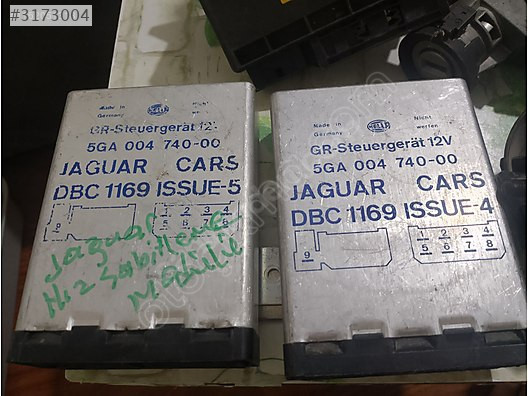 #3173004
Made in
Germany
HELLA
Nicht
werfen
GR-Steuergerät 12V
5GA 004 740-00
JAGUAR CARS
DBC 1169 ISSUE-5
9
1 2 3 4
5 6 7 8
Jaguar
Hız Sabitleme
Modülü
Made in
Germany
HELLA
Nicht
werfen
GR-Steuergerät 12V
5GA 004 740-00
JAGUAR CARS
DBC 1169 ISSUE-4
9
1 2 3 4
5 6 7 8